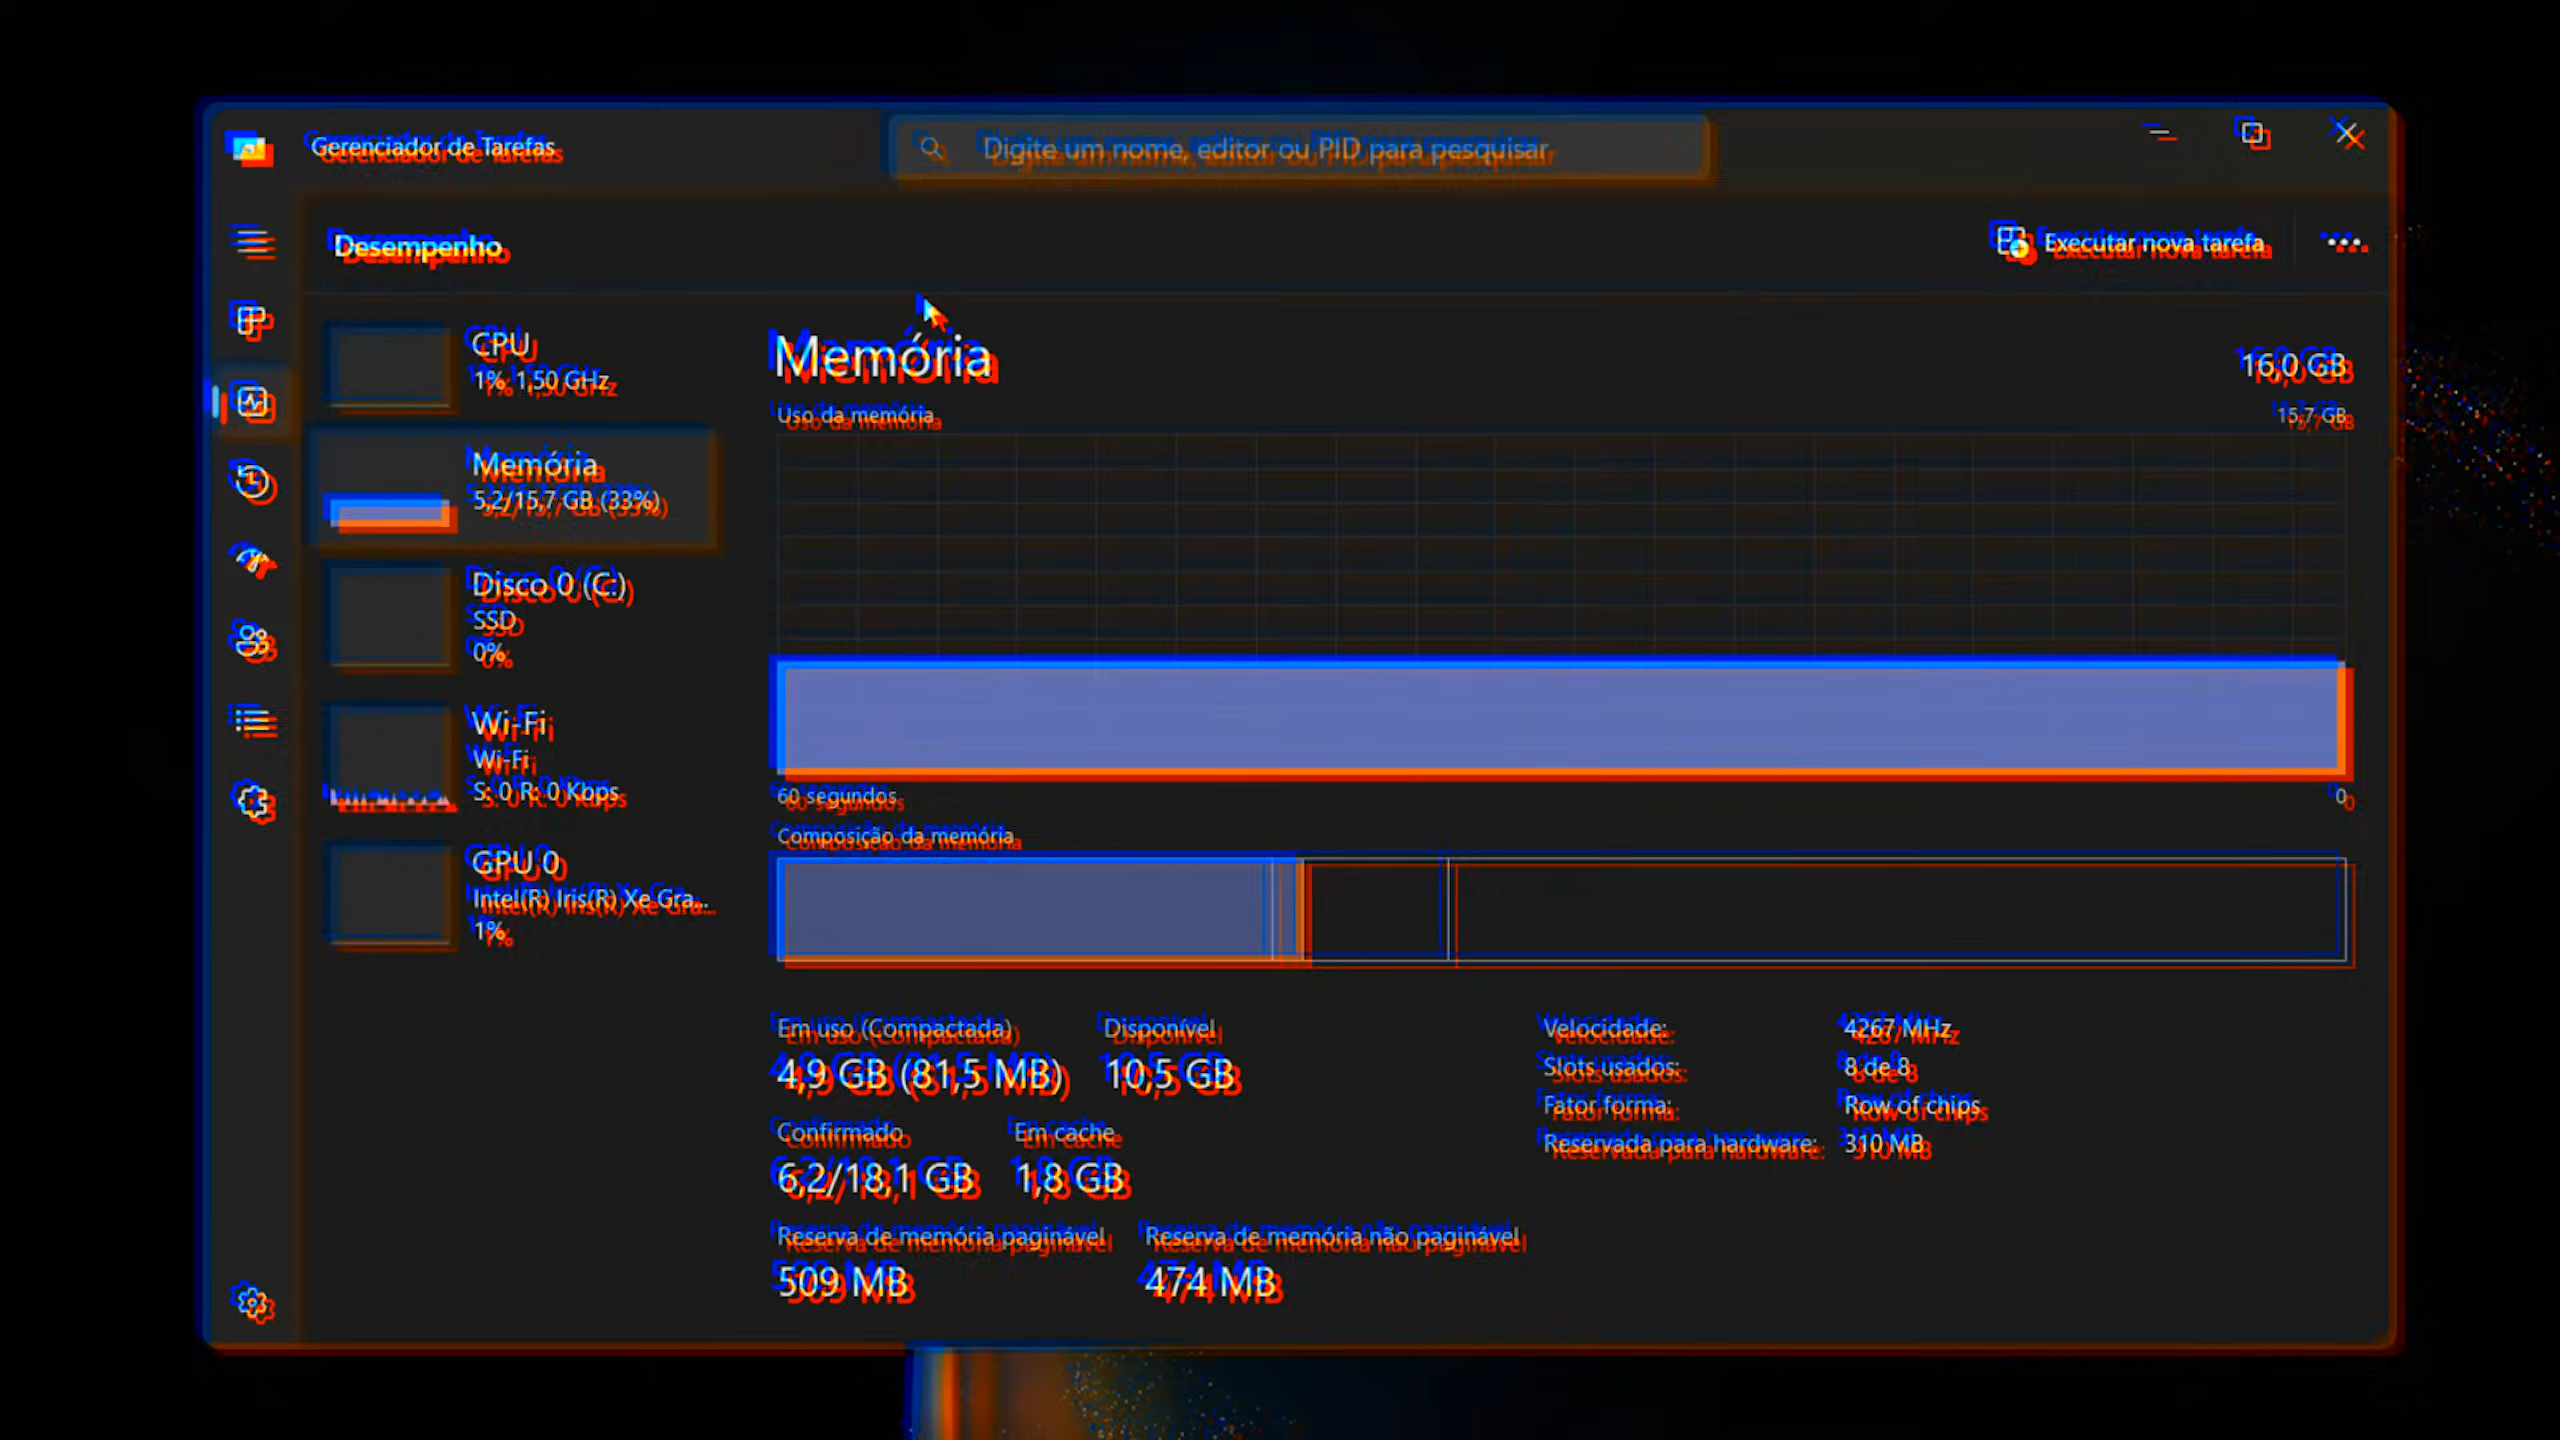 Gerenciador de Tarefas
Digite um nome, editor ou PID para pesquisar
Desempenho
Executar nova tarefa
CPU
1% 1,50 GHz
Memória
5,2/15,7 GB (33%)
Disco 0 (C:)
SSD
0%
Wi-Fi
Wi-Fi
S: 0 R: 0 Kbps
GPU 0
Intel(R) Iris(R) Xe Gra...
1%
Memória
16,0 GB
Uso da memória
15,7 GB
60 segundos
0
Composição da memória
Em uso (Compactada)
Disponível
4,9 GB (81,5 MB)
10,5 GB
Confirmado
Em cache
6,2/18,1 GB
1,8 GB
Reserva de memória paginável
Reserva de memória não paginável
509 MB
474 MB
Velocidade: 4267 MHz
Slots usados: 8 de 8
Fator forma: Row of chips
Reservada para hardware: 310 MB